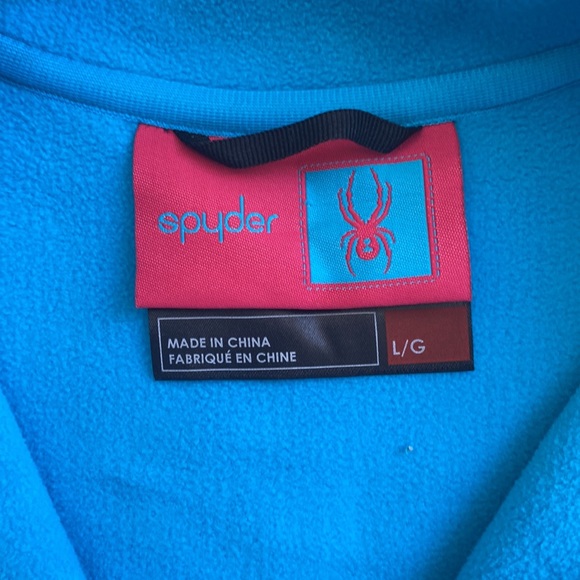 spyder
MADE IN CHINA
FABRIQUÉ EN CHINE
L/G